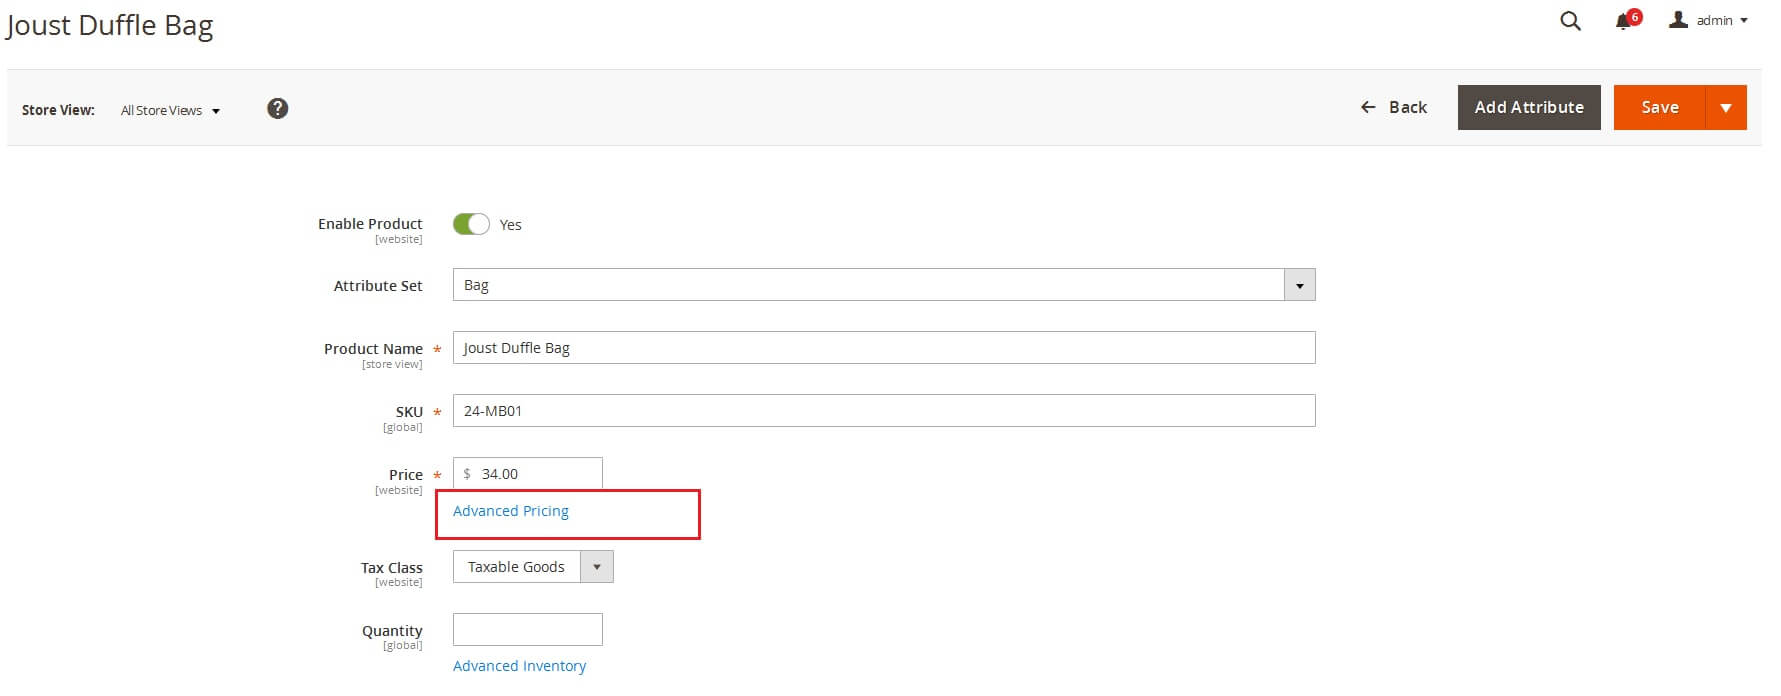 Joust Duffle Bag
6
admin
Store View: All Store Views ?
Back Add Attribute Save
Enable Product Yes
[website]
Attribute Set Bag
Product Name * Joust Duffle Bag
[store view]
SKU * 24-MB01
[global]
Price * $ 34.00
[website]
Advanced Pricing
Tax Class Taxable Goods
[website]
Quantity
[global]
Advanced Inventory